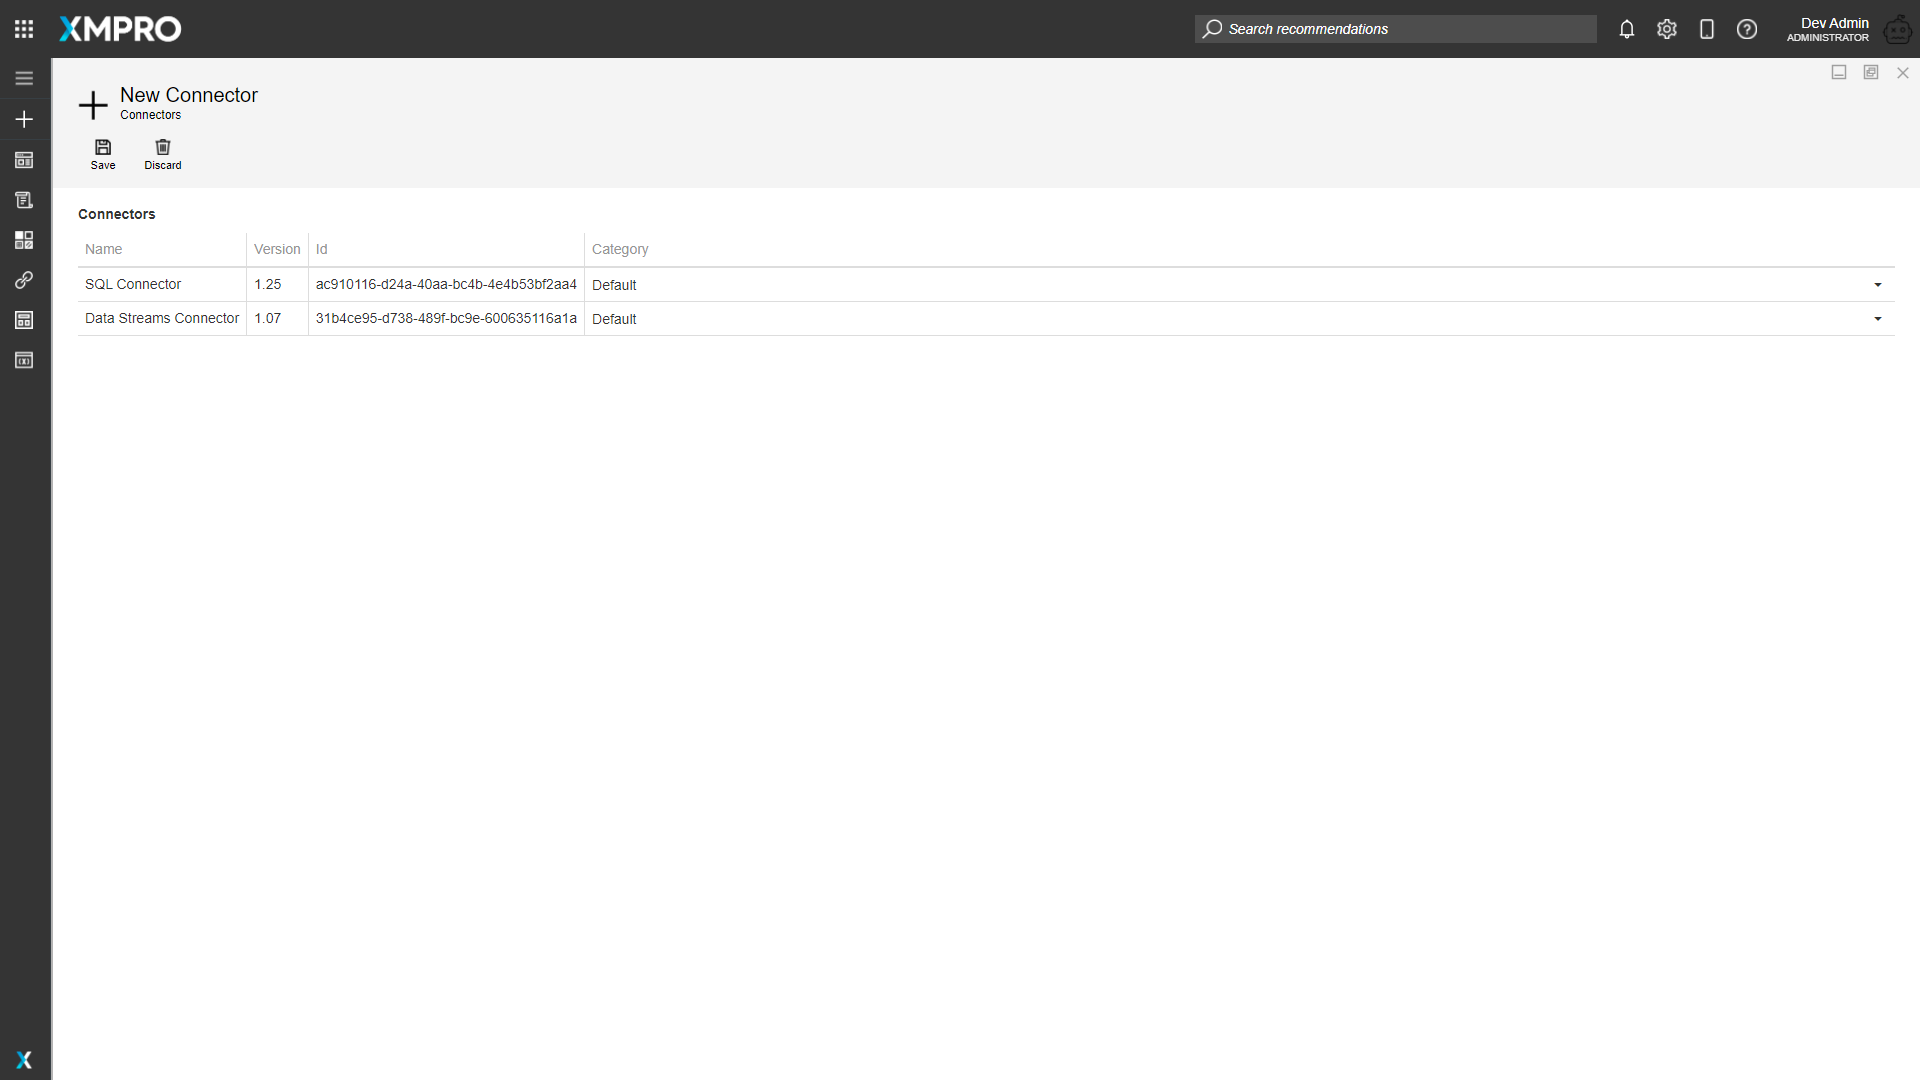 XMPRO
Search recommendations
Dev Admin
ADMINISTRATOR
New Connector
Connectors
Save
Discard
Connectors
Name Version Id Category
SQL Connector 1.25 ac910116-d24a-40aa-bc4b-4e4b53bf2aa4 Default
Data Streams Connector 1.07 31b4ce95-d738-489f-bc9e-600635116a1a Default